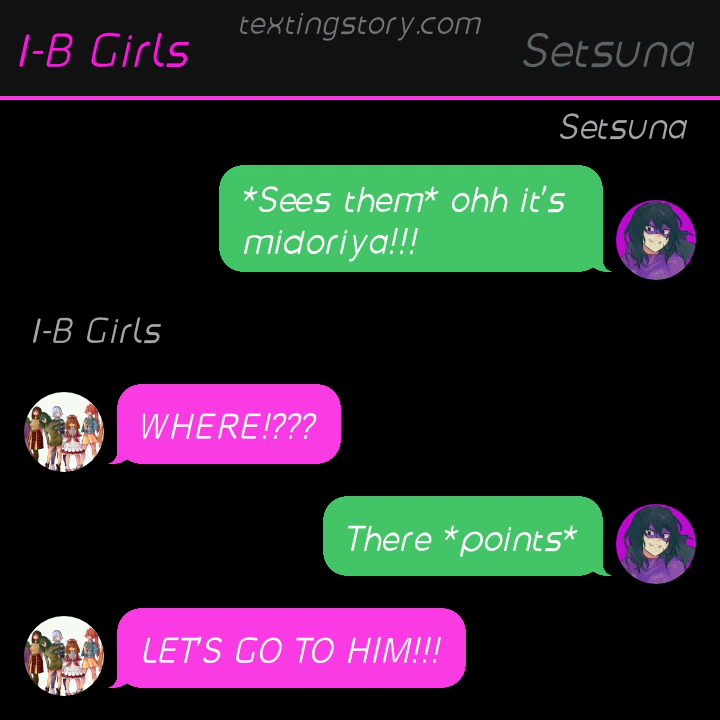 textingstory.com
I-B Girls
Setsuna
Setsuna
*Sees them* ohh it's
midoriya!!!
I-B Girls
WHERE!???
There *points*
LET'S GO TO HIM!!!